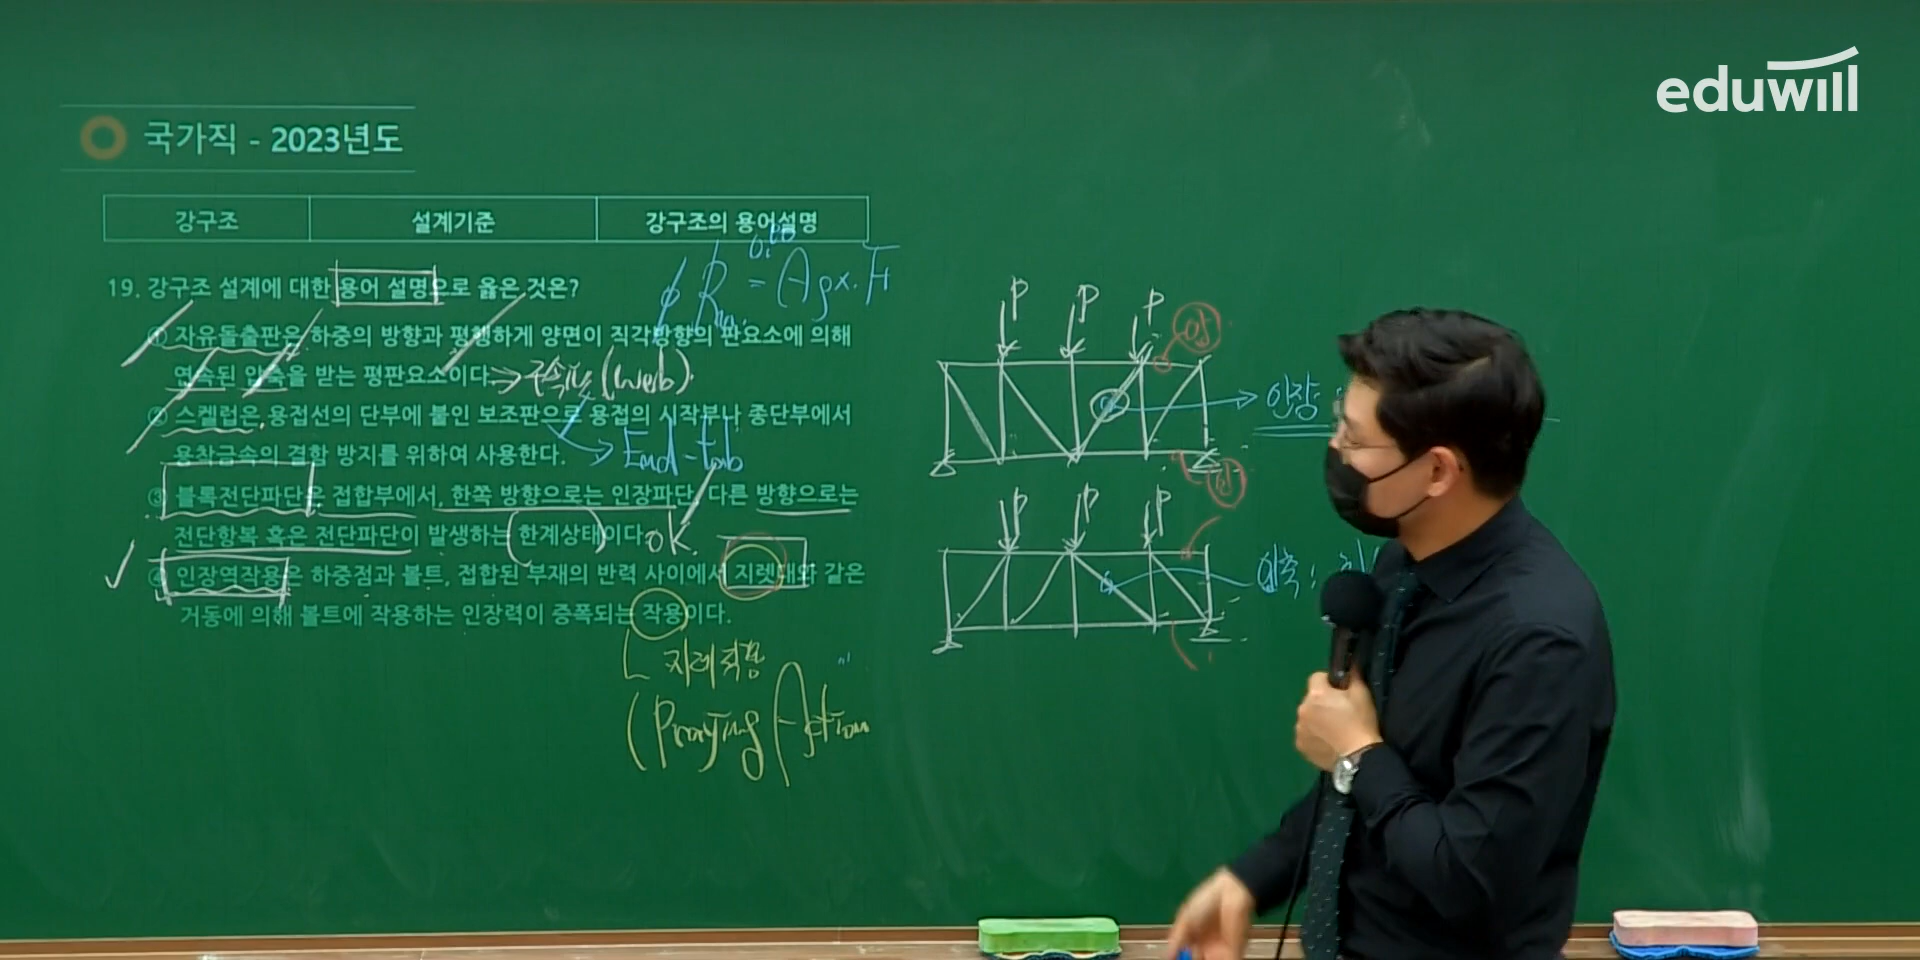 eduwill
국가직 - 2023년도
강구조 설계기준 강구조의 용어설명
19. 강구조 설계에 대한 용어 설명으로 옳은 것은?
① 자유돌출판은 하중의 방향과 평행하게 양면이 직각방향의 판요소에 의해
연속된 압축을 받는 평판요소이다.
(Web).
② 스켈럽은 용접선의 단부에 붙인 보조판으로 용접의 시작부나 종단부에서
용착금속의 결함 방지를 위하여 사용한다.
End-Tab
③ 블록전단파단은 접합부에서, 한쪽 방향으로는 인장파단, 다른 방향으로는
전단항복 혹은 전단파단이 발생하는 한계상태이다.
OK.
④ 인장역작용은 하중점과 볼트, 접합된 부재의 반력 사이에서 지렛대와 같은
거동에 의해 볼트에 작용하는 인장력이 증폭되는 작용이다.
지레작용
P P P
압
인장
인
P P P
압축: